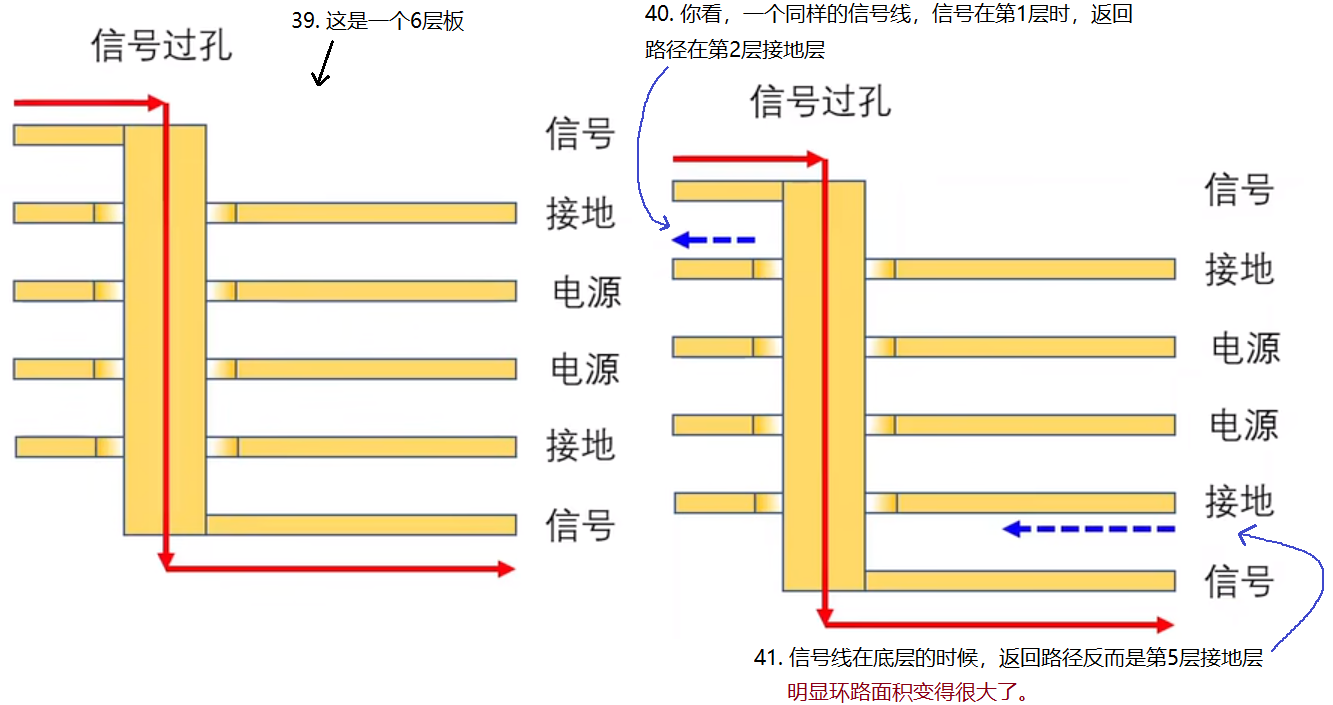 39. 这是一个6层板
信号过孔
信号
接地
电源
电源
接地
信号
40. 你看，一个同样的信号线，信号在第1层时，返回
路径在第2层接地层
信号过孔
信号
接地
电源
电源
接地
信号
41. 信号线在底层的时候，返回路径反而是第5层接地层
明显环路面积变得很大了。